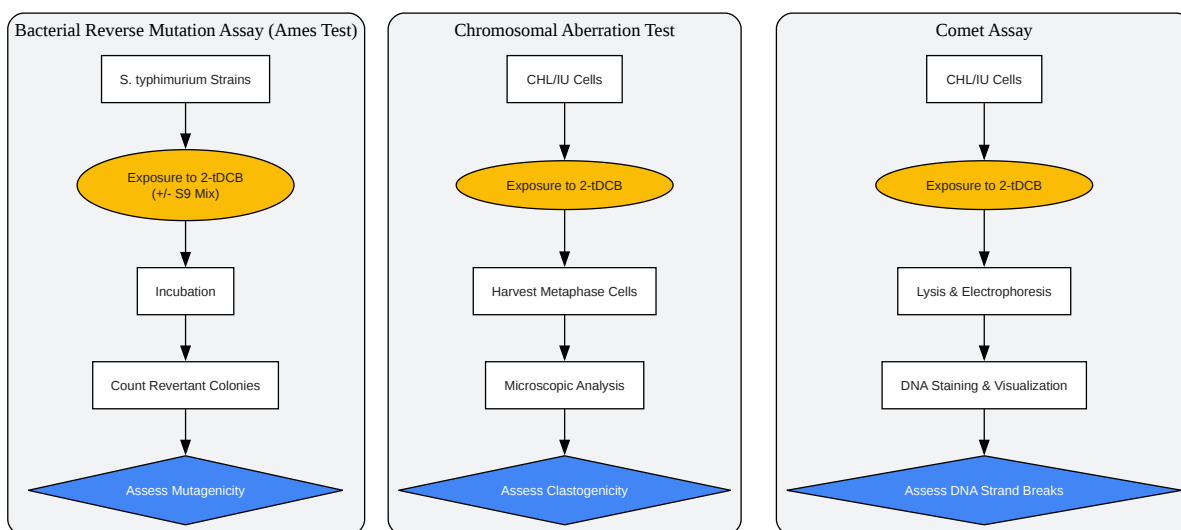 Bacterial Reverse Mutation Assay (Ames Test)
S. typhimurium Strains
Exposure to 2-tDCB
(+/- S9 Mix)
Incubation
Count Revertant Colonies
Assess Mutagenicity
Chromosomal Aberration Test
CHL/IU Cells
Exposure to 2-tDCB
Harvest Metaphase Cells
Microscopic Analysis
Assess Clastogenicity
Comet Assay
CHL/IU Cells
Exposure to 2-tDCB
Lysis & Electrophoresis
DNA Staining & Visualization
Assess DNA Strand Breaks